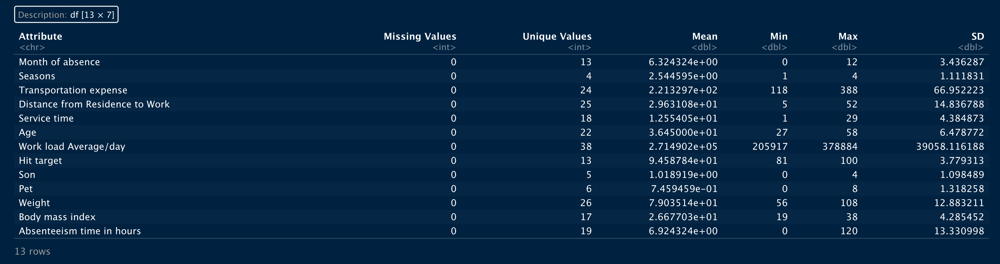 Description: df [13 × 7]
Attribute Missing Values Unique Values Mean Min Max SD
<chr> <int> <int> <dbl> <dbl> <dbl> <dbl>
Month of absence 0 13 6.324324e+00 0 12 3.436287
Seasons 0 4 2.544595e+00 1 4 1.111831
Transportation expense 0 24 2.213297e+02 118 388 66.952223
Distance from Residence to Work 0 25 2.963108e+01 5 52 14.836788
Service time 0 18 1.255405e+01 1 29 4.384873
Age 0 22 3.645000e+01 27 58 6.478772
Work load Average/day 0 38 2.714902e+05 205917 378884 39058.116188
Hit target 0 13 9.458784e+01 81 100 3.779313
Son 0 5 1.018919e+00 0 4 1.098489
Pet 0 6 7.459459e−01 0 8 1.318258
Weight 0 26 7.903514e+01 56 108 12.883211
Body mass index 0 17 2.667703e+01 19 38 4.285452
Absenteeism time in hours 0 19 6.924324e+00 0 120 13.330998
13 rows